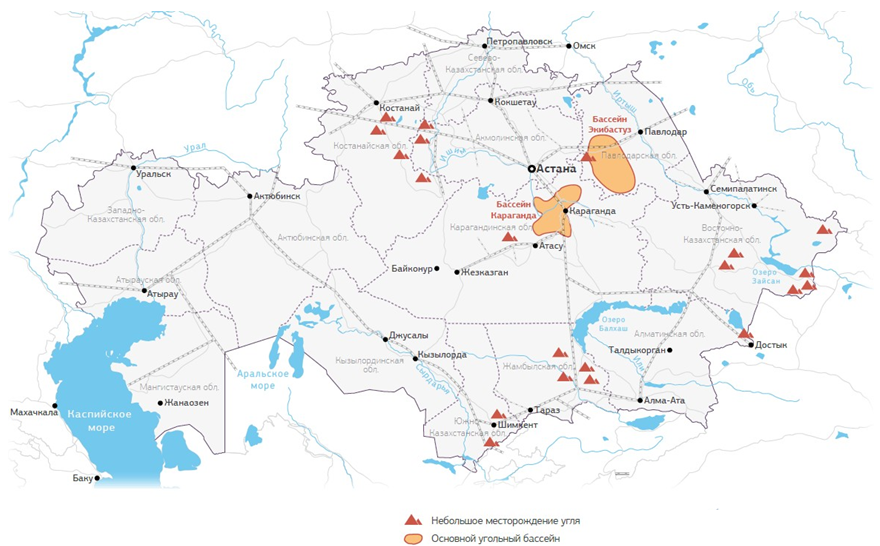 Петропавловск
Омск
Северо-
Казахстанская обл.
Обь
Костанай
Кокшетау
Иртыш
Бассейн
Экибастуз
Павлодар
Акмолинская обл.
Костанайская обл.
Ишим
Павлодарская обл.
Урал
Астана
Уральск
Актюбинск
Семипалатинск
Усть-Каменогорск
Бассейн
Караганда
Караганда
Западно-
Казахстанская обл.
Карагандинская обл.
Актюбинская обл.
Восточно-
Казахстанская обл.
Атасу
Байконур
Жезказган
Озеро
Зайсан
Атырауская обл.
Атырау
Озеро
Балхаш
Алматинская обл.
Джусалы
Достык
Талдыкорган
Кызылорда
Кызылординская
обл.
Жамбылская обл.
Или
Аральское
море
Сырдарья
Мангистауская обл.
Жанаозен
Махачкала
Каспийское
море
Алма-Ата
Тараз
Южно-
Казахстанская обл.
Шимкент
Баку
Небольшое месторождение угля
Основной угольный бассейн